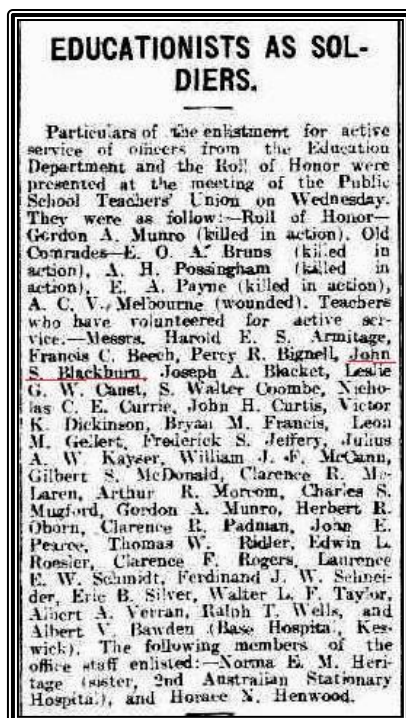 EDUCATIONISTS AS SOL-
DIERS.
Particulars of the enlistment for active
service of officers from the Education
Department and the Roll of Honor were
presented at the meeting of the Public
School Teachers' Union on Wednesday.
They were as follow:—Roll of Honor—
Gordon A. Munro (killed in action). Old
Comrades—E. O. A. Bruns (killed in
action), A. H. Possingham (killed in
action), E. A. Payne (killed in action),
A. C. V. Melbourne (wounded). Teachers
who have volunteered for active ser-
vice.—Messrs. Harold E. S. Armitage,
Francis C. Beech, Percy R. Bignell, John
S. Blackburn, Joseph A. Blacket, Leslie
G. W. Caust, S. Walter Coombe, Nicho-
las C. E. Currie, John H. Curtis, Victor
K. Dickinson, Bryan M. Francis, Leon
M. Gellert, Frederick S. Jeffery, Julius
A. W. Kayser, William J. F. McCann,
Gilbert S. McDonald, Clarence R. Mc-
Laren, Arthur R. Morcom, Charles S.
Mugford, Gordon A. Munro, Herbert R.
Oborn, Clarence R. Padman, John E.
Pearce, Thomas W. Ridler, Edwin L.
Roesler, Clarence F. Rogers, Laurence
E. W. Schmidt, Ferdinand J. W. Schnei-
der, Eric B. Silver, Walter L. F. Taylor,
Albert A. Verran, Ralph T. Wells, and
Albert V. Bawden (Base Hospital, Kes-
wick). The following members of the
office staff enlisted:—Norma E. M. Heri-
tage (sister, 2nd Australian Stationary
Hospital), and Horace N. Henwood.